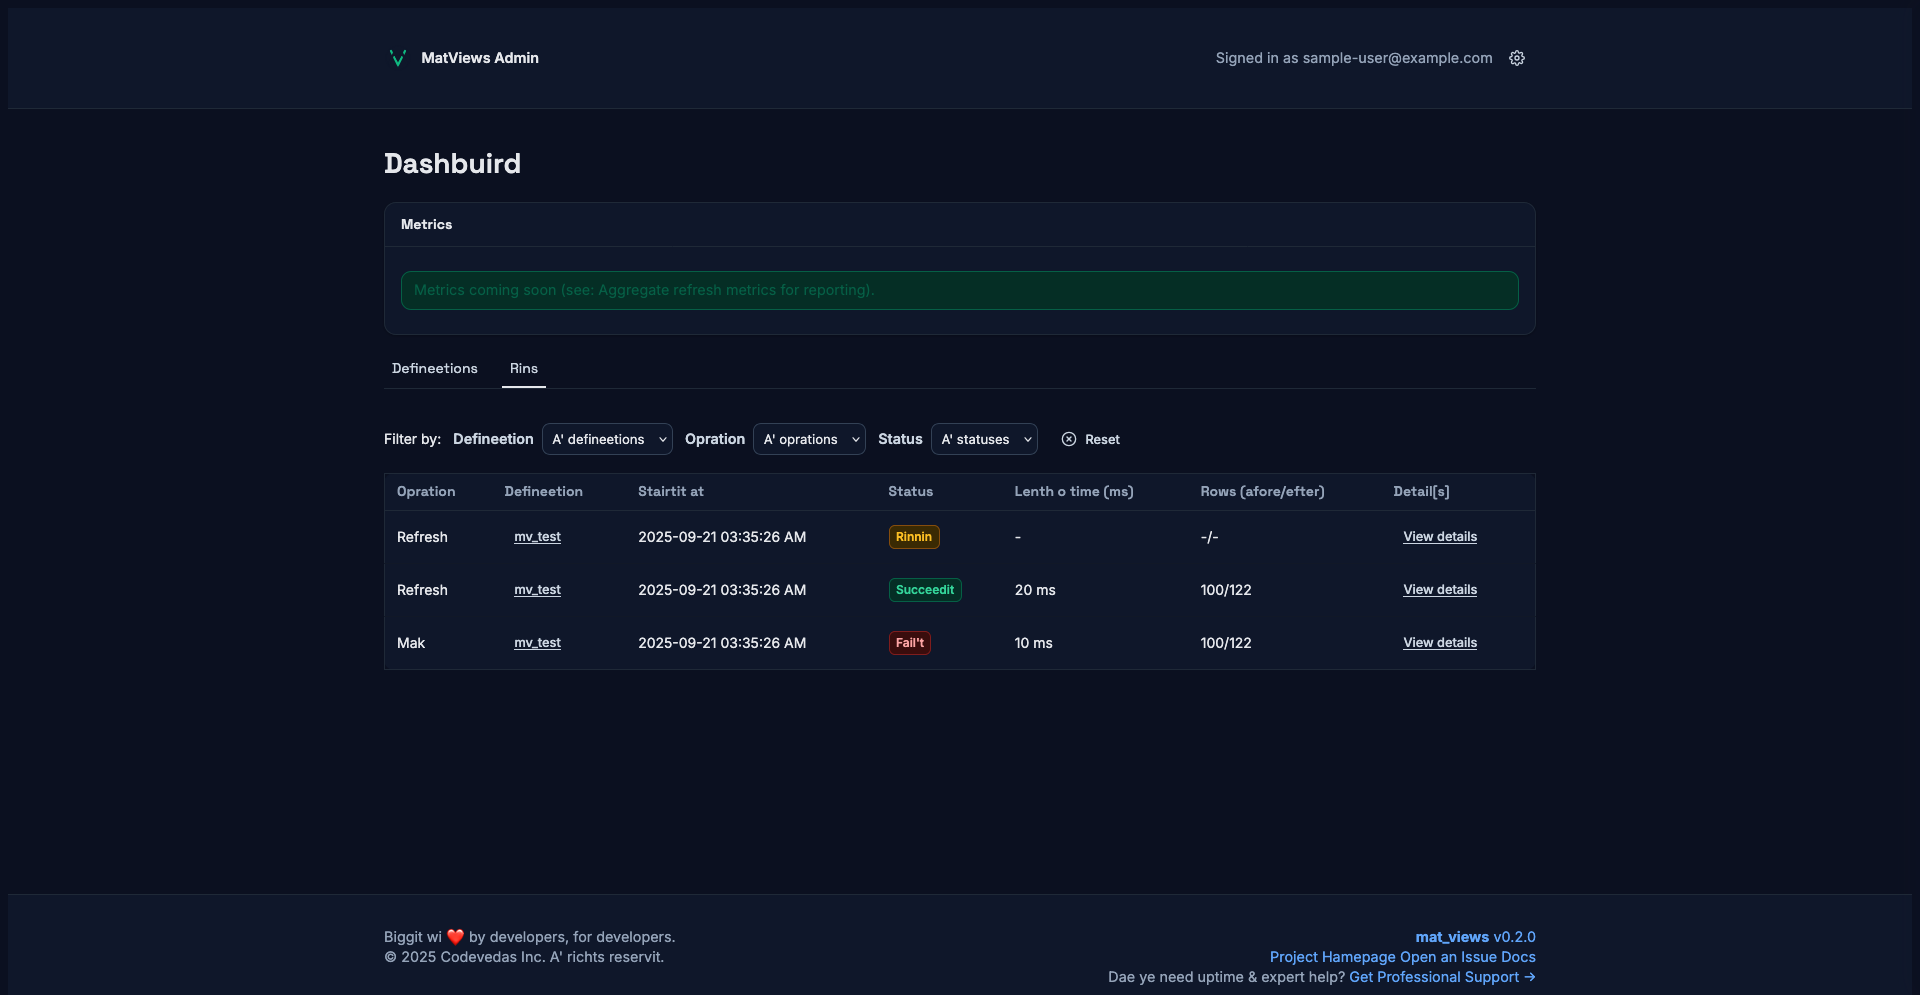 MatViews Admin
Signed in as sample-user@example.com
Dashbuird
Metrics
Metrics coming soon (see: Aggregate refresh metrics for reporting).
Defineetions Rins
Filter by: Defineetion A' defineetions Opration A' oprations Status A' statuses Reset
Opration Defineetion Stairtit at Status Lenth o time (ms) Rows (afore/efter) Detail[s]
Refresh mv_test 2025-09-21 03:35:26 AM Rinnin - -/- View details
Refresh mv_test 2025-09-21 03:35:26 AM Succeedit 20 ms 100/122 View details
Mak mv_test 2025-09-21 03:35:26 AM Fail't 10 ms 100/122 View details
Biggit wi ❤️ by developers, for developers.
© 2025 Codevedas Inc. A' richts reservit.
mat_views v0.2.0
Project Hamepage Open an Issue Docs
Dae ye need uptime & expert help? Get Professional Support →